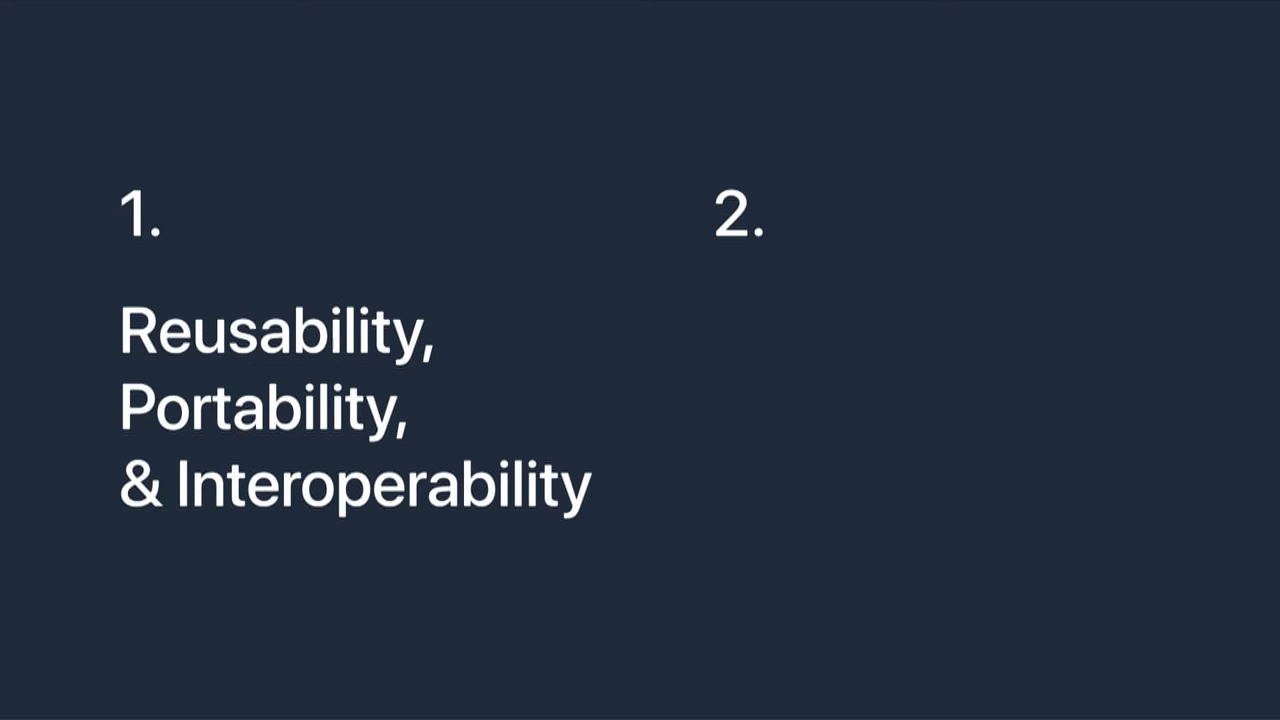 1.
Reusability,
Portability,
& Interoperability
2.